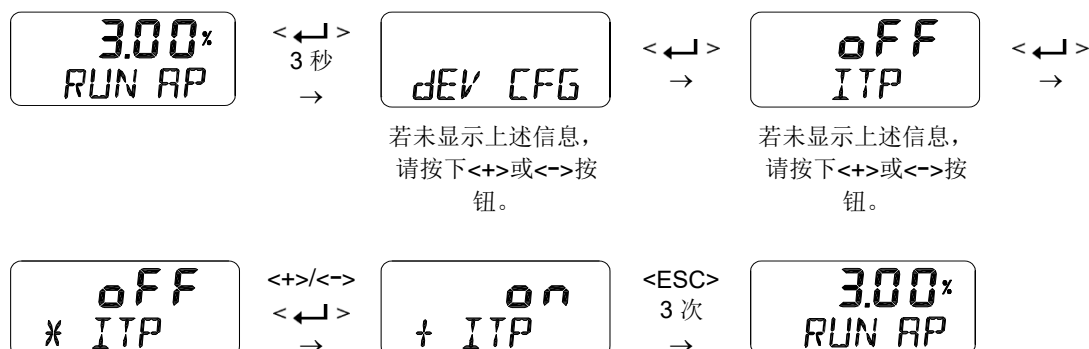 3.00%
RUN AP
< ↵ >
3 秒
→
dEV CFG
若未显示上述信息，
请按下<+>或<->按
钮。
< ↵ >
→
oFF
ITP
若未显示上述信息，
请按下<+>或<->按
钮。
< ↵ >
→
oFF
* ITP
<+>/<->
< ↵ >
→
on
+ ITP
<ESC>
3 次
→
3.00%
RUN AP